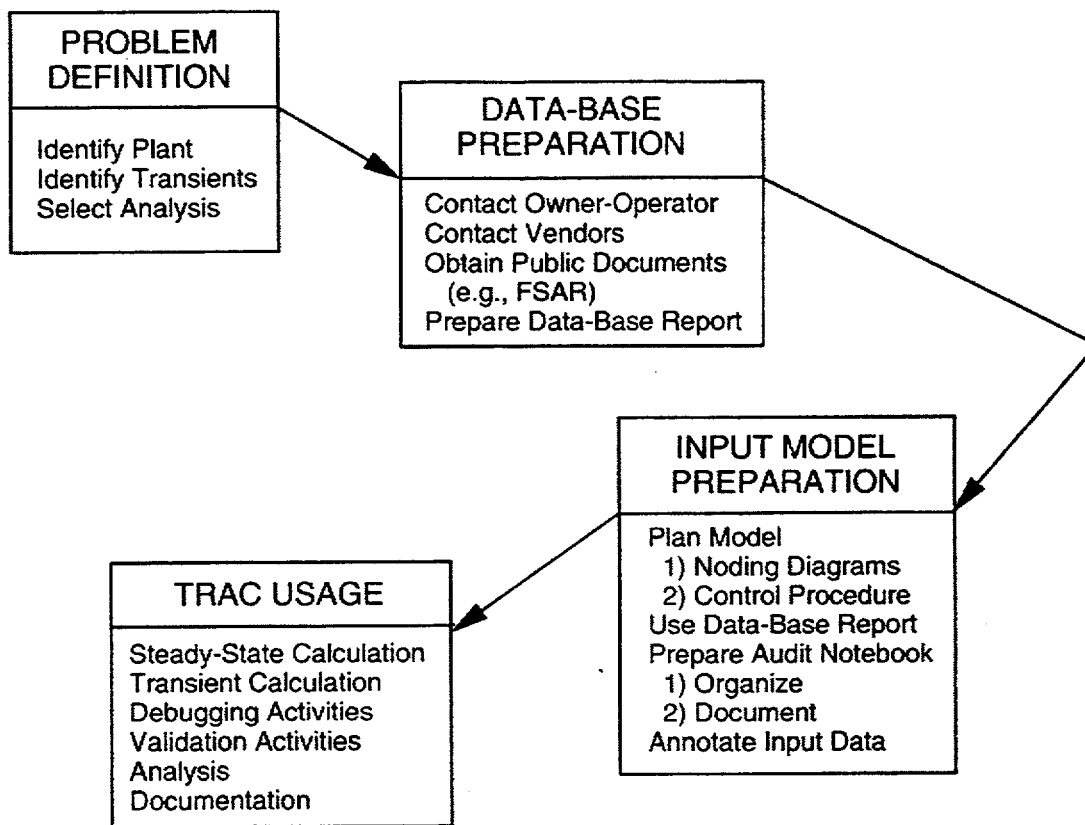 PROBLEM
DEFINITION
Identify Plant
Identify Transients
Select Analysis
DATA-BASE
PREPARATION
Contact Owner-Operator
Contact Vendors
Obtain Public Documents
(e.g., FSAR)
Prepare Data-Base Report
INPUT MODEL
PREPARATION
Plan Model
1) Noding Diagrams
2) Control Procedure
Use Data-Base Report
Prepare Audit Notebook
1) Organize
2) Document
Annotate Input Data
TRAC USAGE
Steady-State Calculation
Transient Calculation
Debugging Activities
Validation Activities
Analysis
Documentation